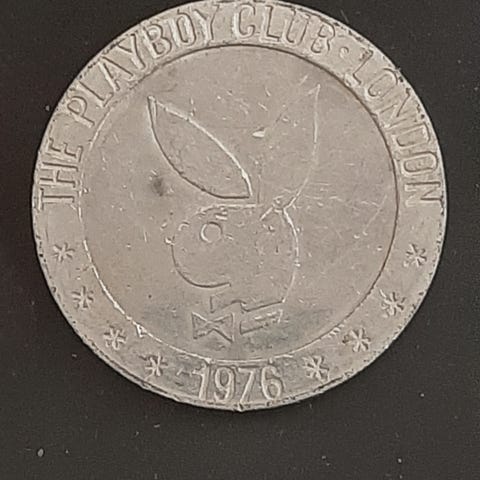 THE PLAYBOY CLUB · LONDON
1976